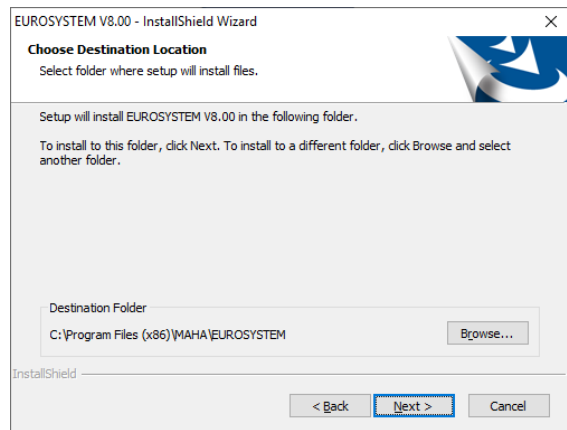 EUROSYSTEM V8.00 - InstallShield Wizard
Choose Destination Location
Select folder where setup will install files.
Setup will install EUROSYSTEM V8.00 in the following folder.
To install to this folder, click Next. To install to a different folder, click Browse and select
another folder.
Destination Folder
C:\Program Files (x86)\MAHA\EUROSYSTEM
Browse...
InstallShield
< Back
Next >
Cancel